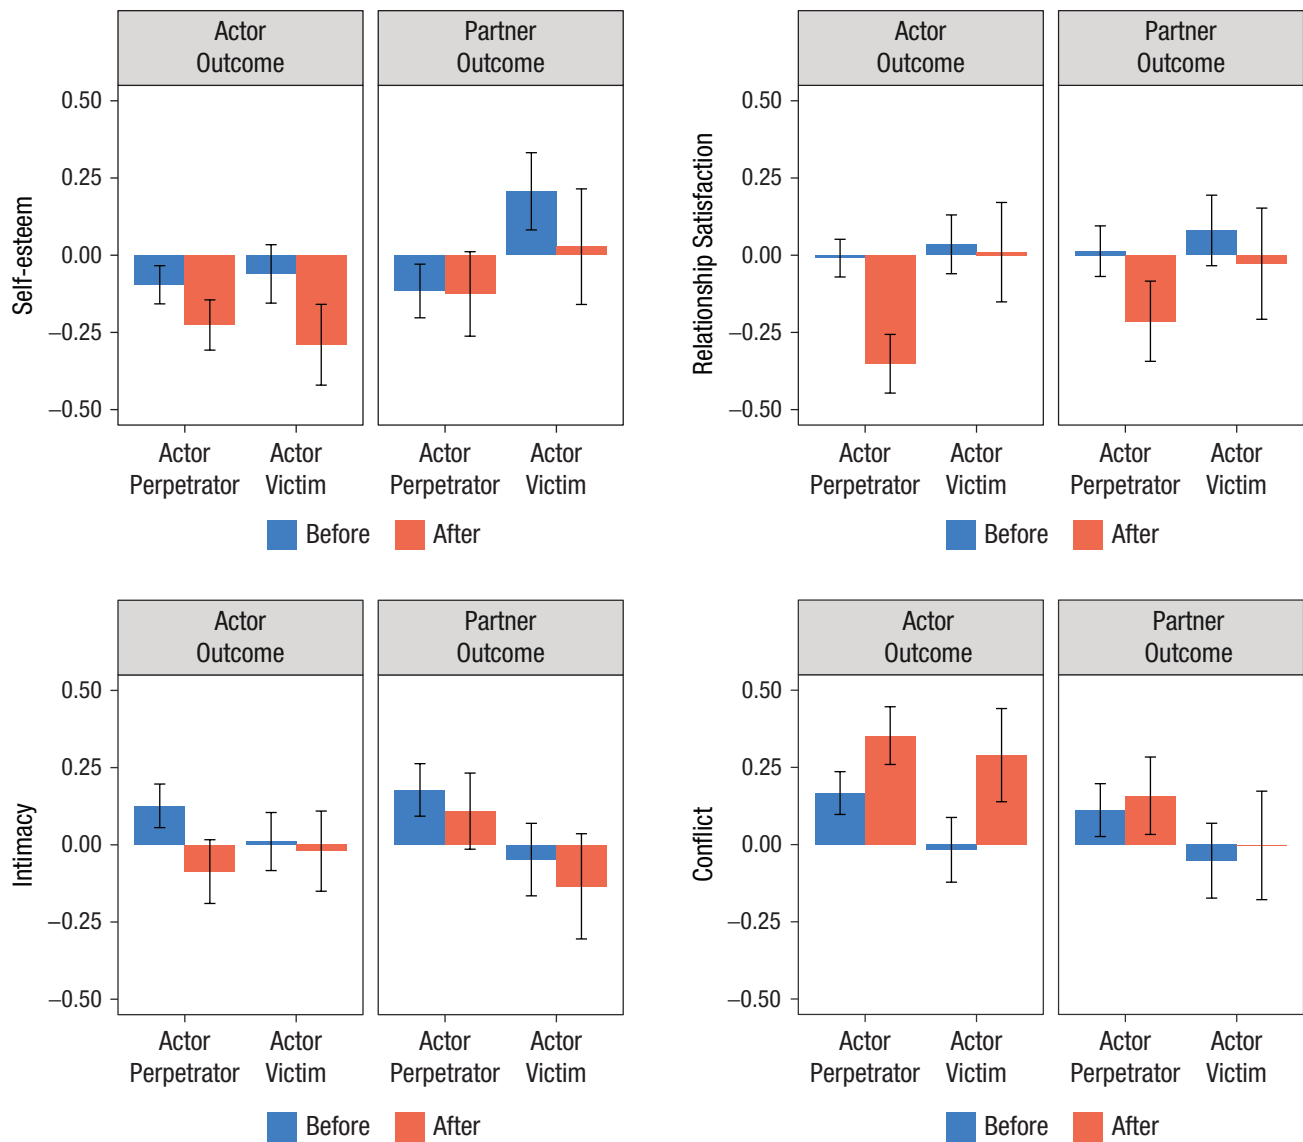 Actor
Outcome
Partner
Outcome
0.50
0.25
0.00
−0.25
−0.50
Self-esteem
Actor
Perpetrator
Actor
Victim
Actor
Perpetrator
Actor
Victim
Before
After
Actor
Outcome
Partner
Outcome
0.50
0.25
0.00
−0.25
−0.50
Relationship Satisfaction
Actor
Perpetrator
Actor
Victim
Actor
Perpetrator
Actor
Victim
Before
After
Actor
Outcome
Partner
Outcome
0.50
0.25
0.00
−0.25
−0.50
Intimacy
Actor
Perpetrator
Actor
Victim
Actor
Perpetrator
Actor
Victim
Before
After
Actor
Outcome
Partner
Outcome
0.50
0.25
0.00
−0.25
−0.50
Conflict
Actor
Perpetrator
Actor
Victim
Actor
Perpetrator
Actor
Victim
Before
After